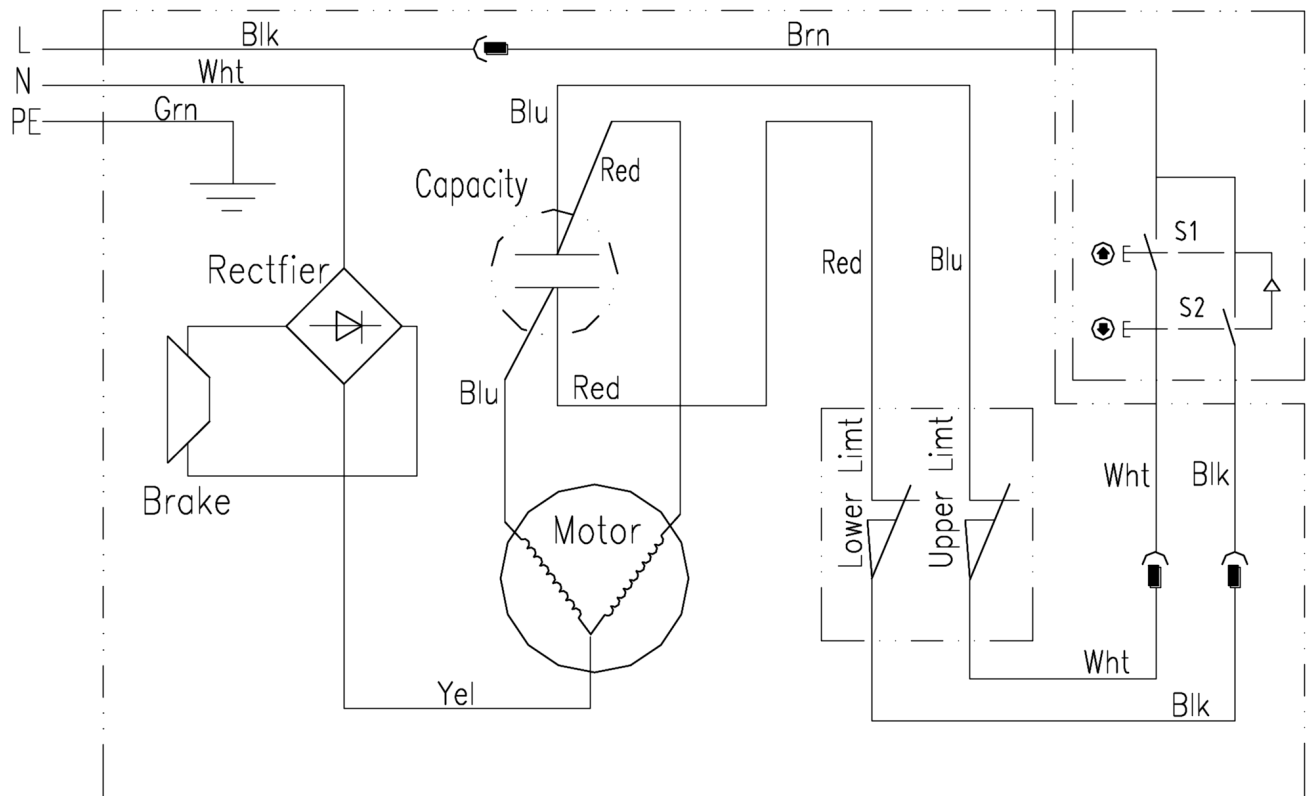 L
Blk
Brn
N
Wht
PE
Grn
Blu
Red
Capacity
Rectfier
Red
Blu
S1
S2
Blu
Red
Brake
Motor
Lower Limt
Upper Limt
Wht
Blk
Wht
Yel
Blk